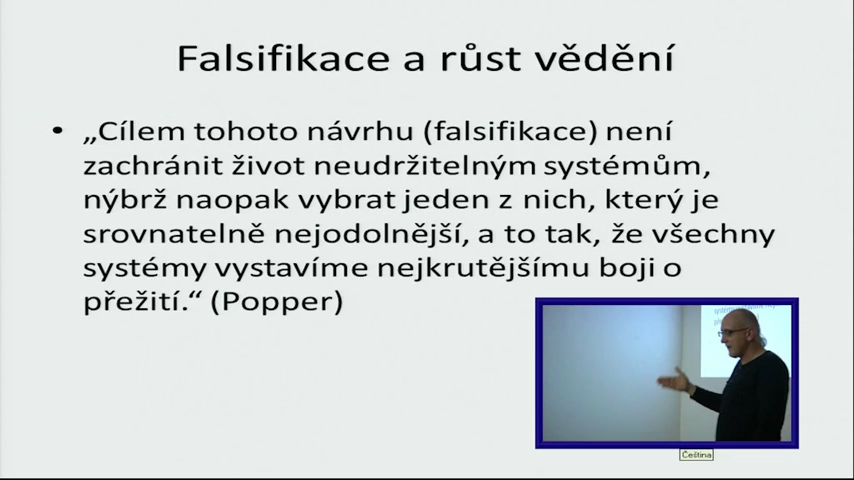 Falsifikace a růst vědění
• „Cílem tohoto návrhu (falsifikace) není
zachránit život neudržitelným systémům,
nýbrž naopak vybrat jeden z nich, který je
srovnatelně nejodolnější, a to tak, že všechny
systémy vystavíme nejkrutějšímu boji o
přežití.“ (Popper)
Čeština